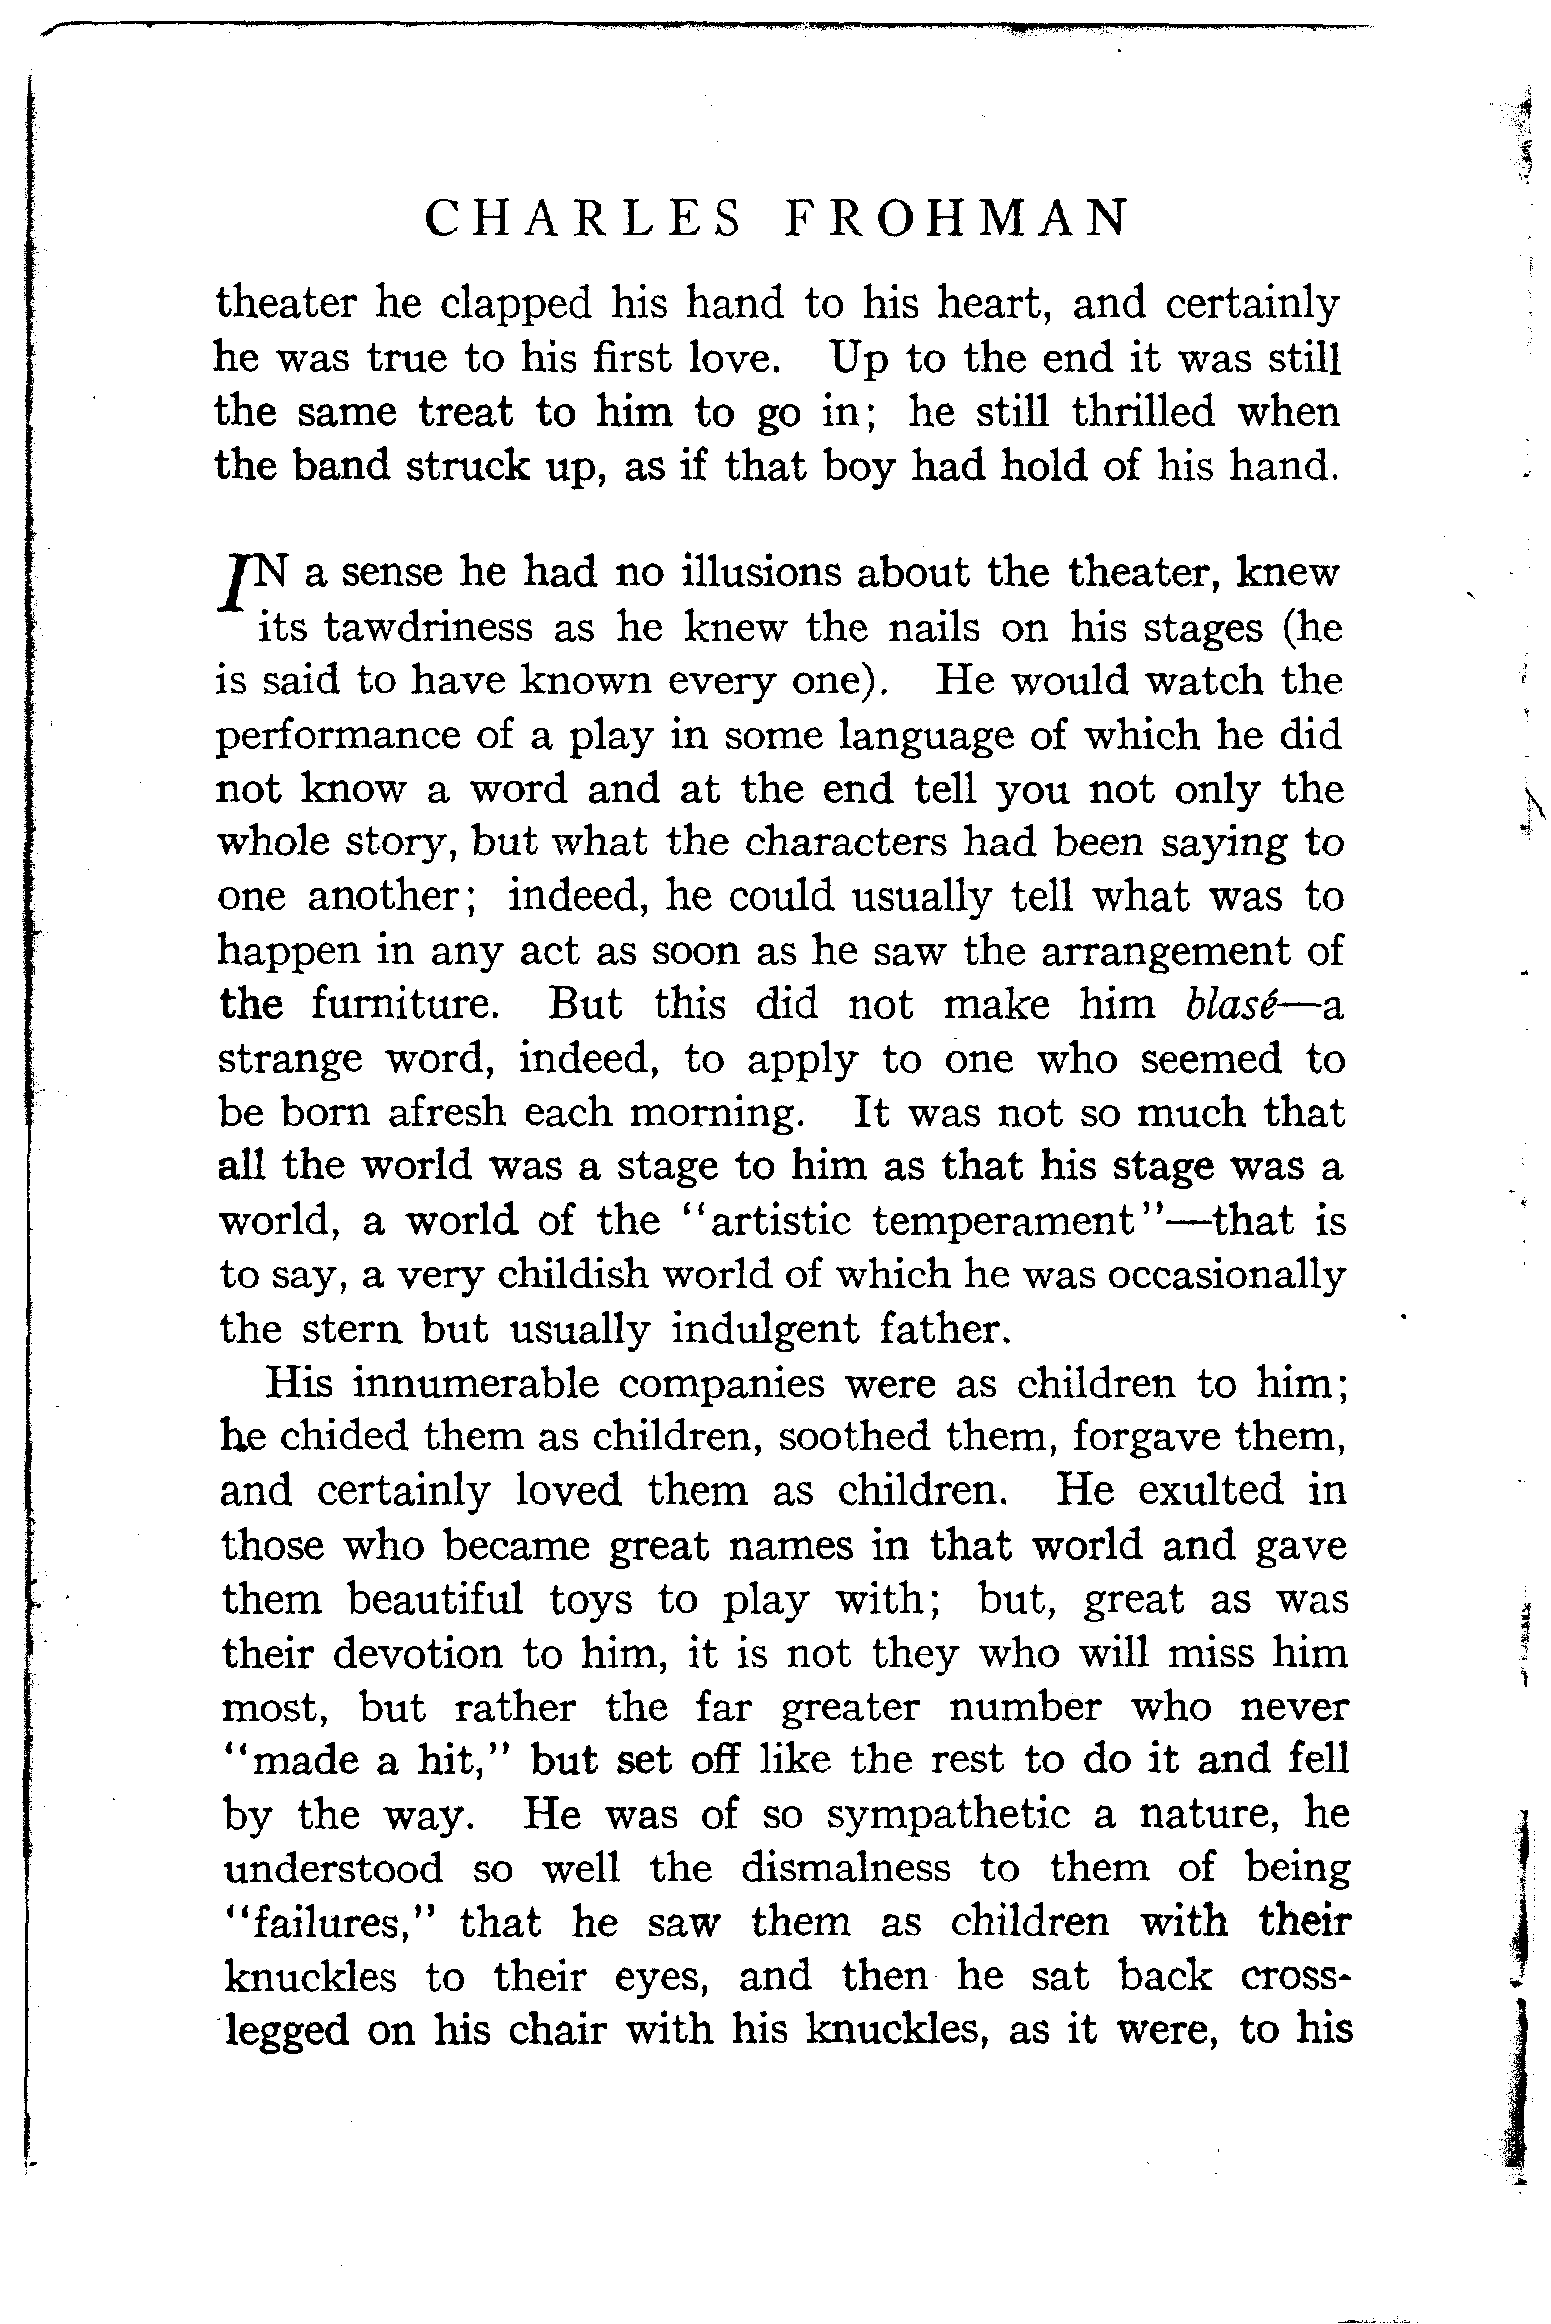 CHARLES FROHMAN
theater he clapped his hand to his heart, and certainly
he was true to his first love. Up to the end it was still
the same treat to him to go in; he still thrilled when
the band struck up, as if that boy had hold of his hand.
IN a sense he had no illusions about the theater, knew
its tawdriness as he knew the nails on his stages (he
is said to have known every one). He would watch the
performance of a play in some language of which he did
not know a word and at the end tell you not only the
whole story, but what the characters had been saying to
one another; indeed, he could usually tell what was to
happen in any act as soon as he saw the arrangement of
the furniture. But this did not make him blasé—a
strange word, indeed, to apply to one who seemed to
be born afresh each morning. It was not so much that
all the world was a stage to him as that his stage was a
world, a world of the "artistic temperament"—that is
to say, a very childish world of which he was occasionally
the stern but usually indulgent father.
His innumerable companies were as children to him;
he chided them as children, soothed them, forgave them,
and certainly loved them as children. He exulted in
those who became great names in that world and gave
them beautiful toys to play with; but, great as was
their devotion to him, it is not they who will miss him
most, but rather the far greater number who never
"made a hit," but set off like the rest to do it and fell
by the way. He was of so sympathetic a nature, he
understood so well the dismalness to them of being
"failures," that he saw them as children with their
knuckles to their eyes, and then he sat back cross-
legged on his chair with his knuckles, as it were, to his